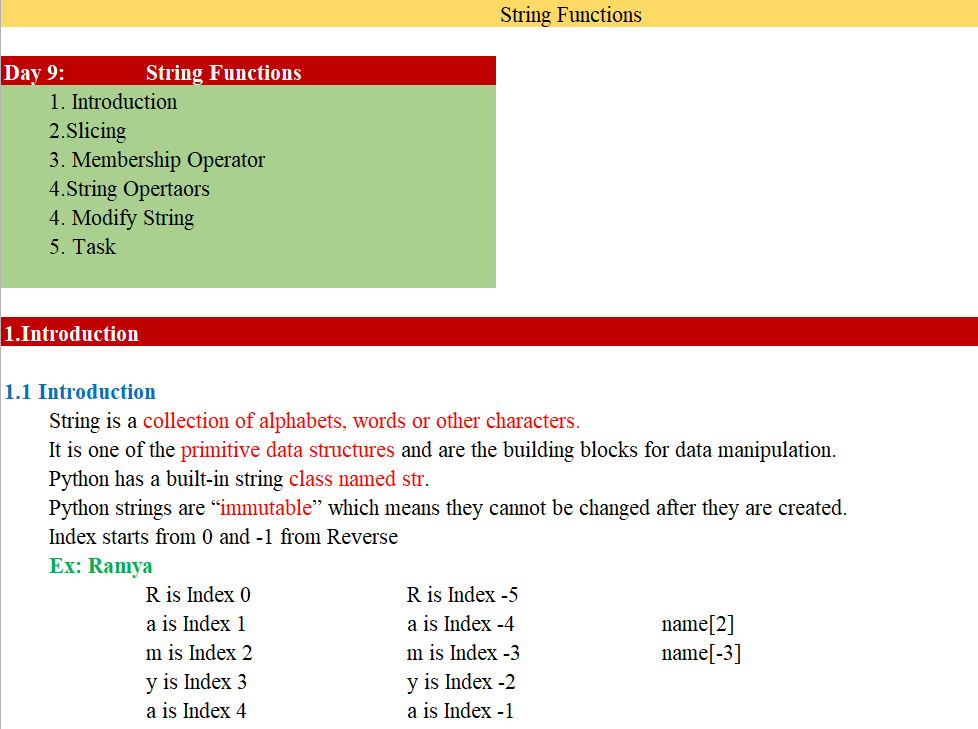 String Functions
Day 9: String Functions
1. Introduction
2.Slicing
3. Membership Operator
4.String Opertaors
4. Modify String
5. Task
1.Introduction
1.1 Introduction
String is a collection of alphabets, words or other characters.
It is one of the primitive data structures and are the building blocks for data manipulation.
Python has a built-in string class named str.
Python strings are “immutable” which means they cannot be changed after they are created.
Index starts from 0 and -1 from Reverse
Ex: Ramya
R is Index 0 R is Index -5
a is Index 1 a is Index -4 name[2]
m is Index 2 m is Index -3 name[-3]
y is Index 3 y is Index -2
a is Index 4 a is Index -1